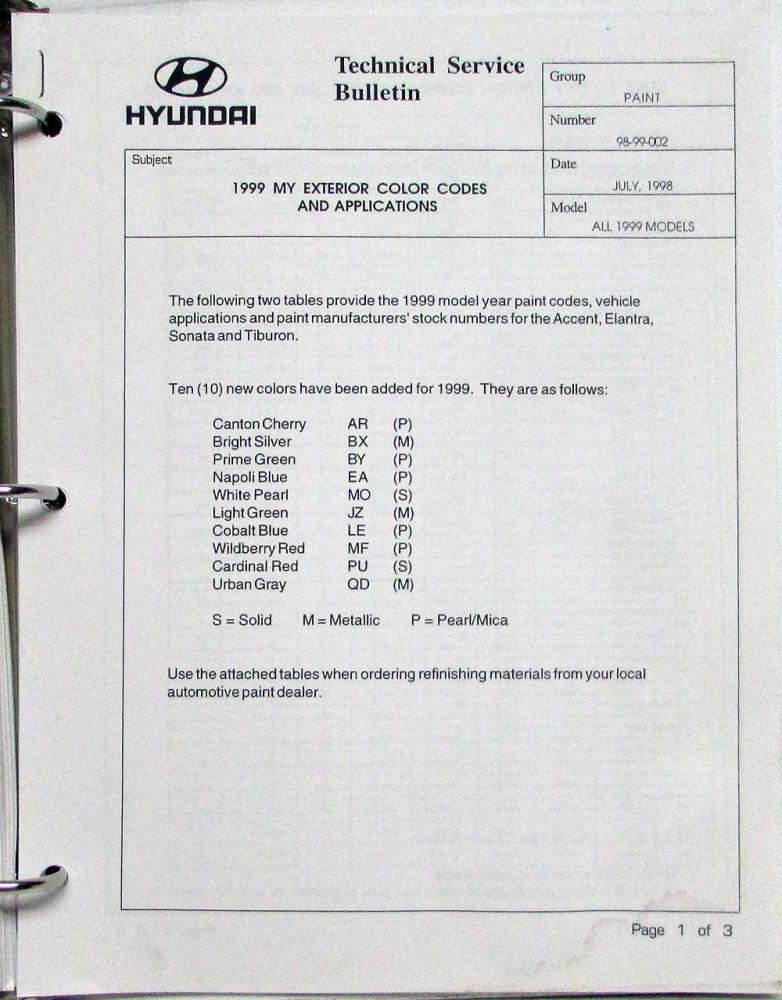 HYUNDAI
Technical Service
Bulletin
Group
PAINT
Number
98-99-002
Date
JULY, 1998
Model
ALL 1999 MODELS
Subject
1999 MY EXTERIOR COLOR CODES
AND APPLICATIONS
The following two tables provide the 1999 model year paint codes, vehicle
applications and paint manufacturers' stock numbers for the Accent, Elantra,
Sonata and Tiburon.
Ten (10) new colors have been added for 1999. They are as follows:
Canton Cherry AR (P)
Bright Silver BX (M)
Prime Green BY (P)
Napoli Blue EA (P)
White Pearl MO (S)
Light Green JZ (M)
Cobalt Blue LE (P)
Wildberry Red MF (P)
Cardinal Red PU (S)
Urban Gray QD (M)
S = Solid M = Metallic P = Pearl/Mica
Use the attached tables when ordering refinishing materials from your local
automotive paint dealer.
Page 1 of 3